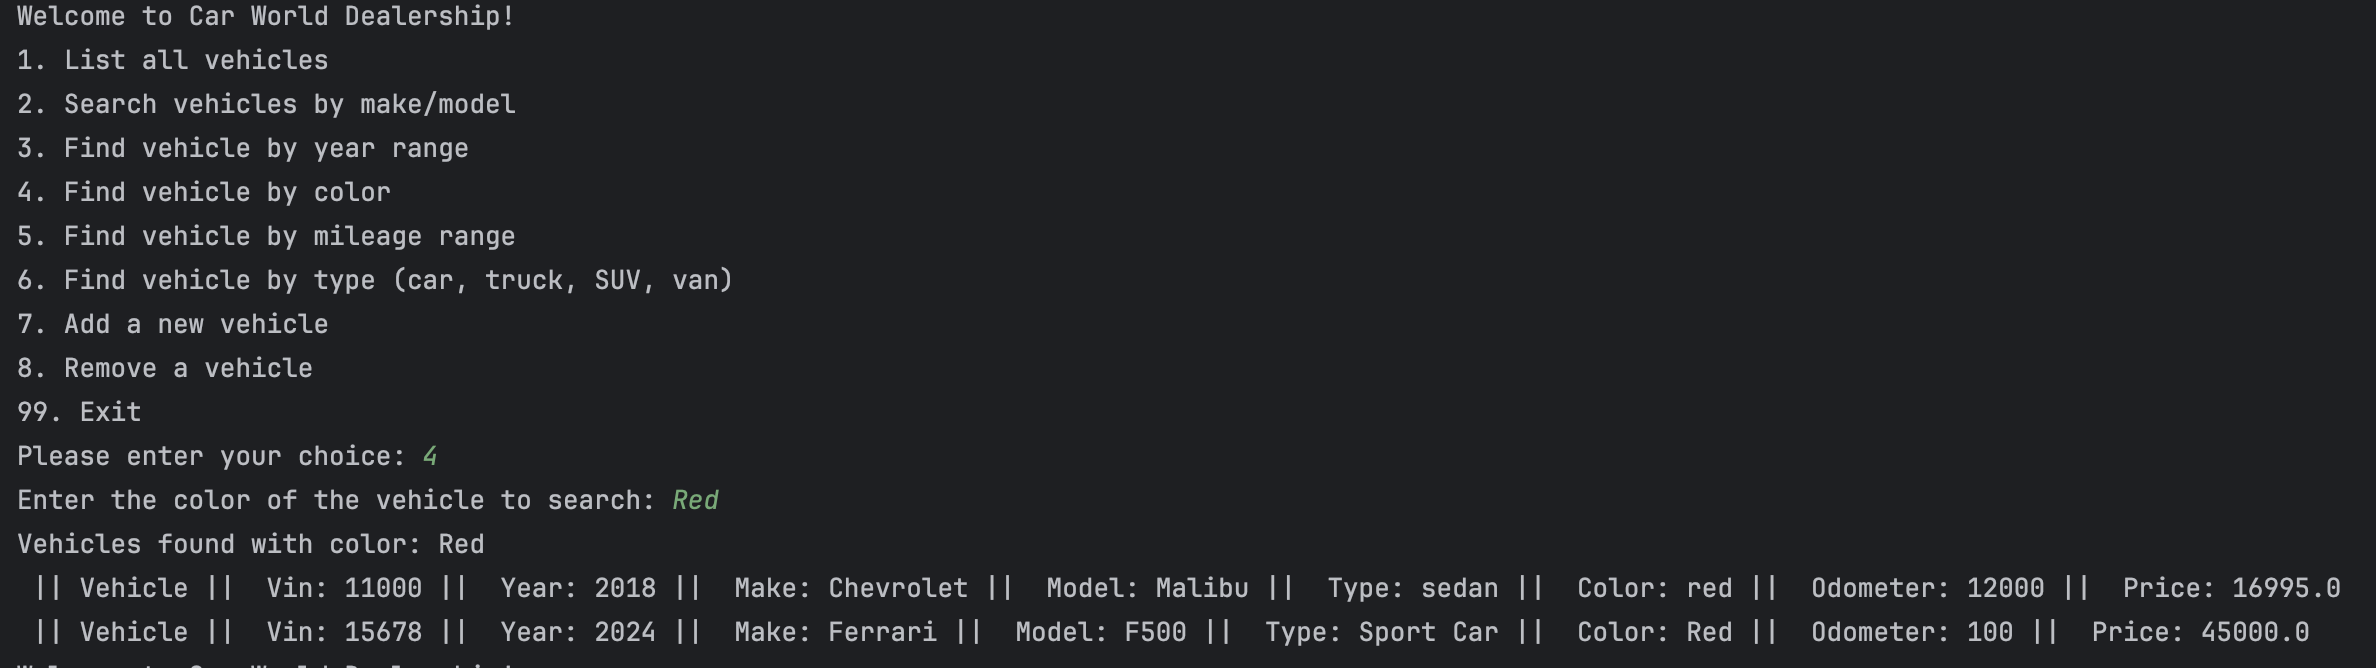 Welcome to Car World Dealership!
1. List all vehicles
2. Search vehicles by make/model
3. Find vehicle by year range
4. Find vehicle by color
5. Find vehicle by mileage range
6. Find vehicle by type (car, truck, SUV, van)
7. Add a new vehicle
8. Remove a vehicle
99. Exit
Please enter your choice: 4
Enter the color of the vehicle to search: Red
Vehicles found with color: Red
|| Vehicle ||  Vin: 11000 ||  Year: 2018 ||  Make: Chevrolet ||  Model: Malibu ||  Type: sedan ||  Color: red ||  Odometer: 12000 ||  Price: 16995.0
|| Vehicle ||  Vin: 15678 ||  Year: 2024 ||  Make: Ferrari ||  Model: F500 ||  Type: Sport Car ||  Color: Red ||  Odometer: 100 ||  Price: 45000.0